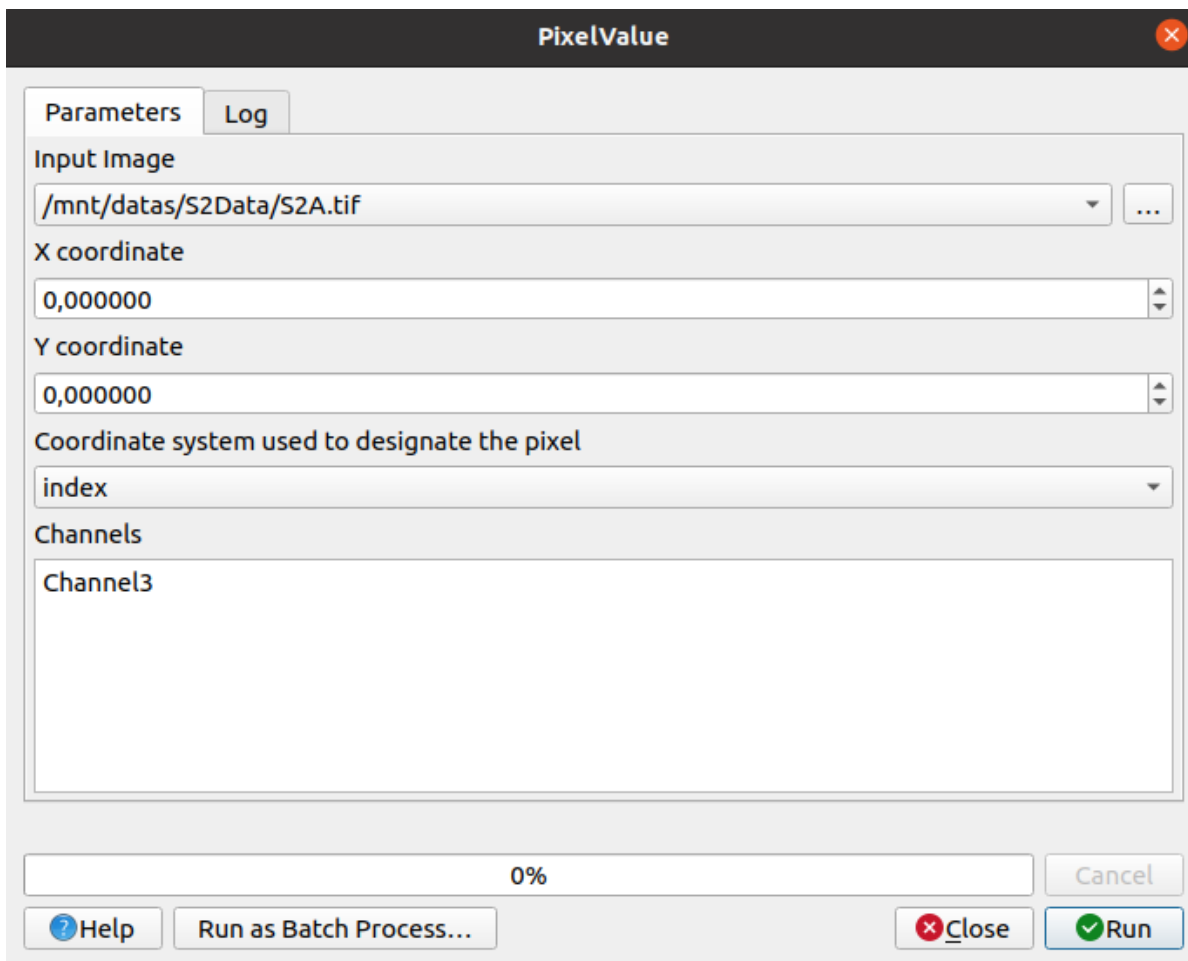 PixelValue
Parameters Log
Input Image
/mnt/datas/S2Data/S2A.tif ...
X coordinate
0,000000
Y coordinate
0,000000
Coordinate system used to designate the pixel
index
Channels
Channel3
0% Cancel
Help Run as Batch Process... Close Run